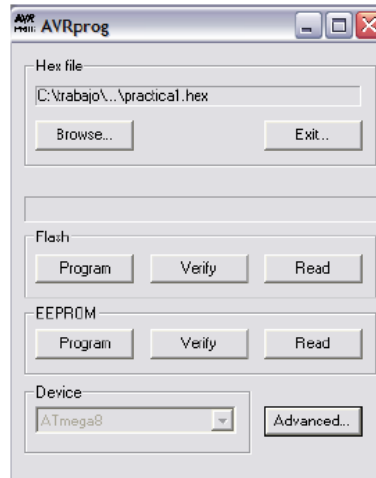 AVR
AVRprog
Hex file
C:\trabajo\...\practica1.hex
Browse...
Exit..
Flash
Program Verify Read
EEPROM
Program Verify Read
Device
ATmega8
Advanced...